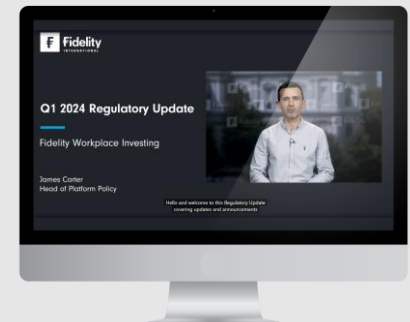 Fidelity
INTERNATIONAL
Q1 2024 Regulatory Update
Fidelity Workplace Investing
James Carter
Head of Platform Policy
Hello and welcome to this Regulatory Update
covering updates and announcements